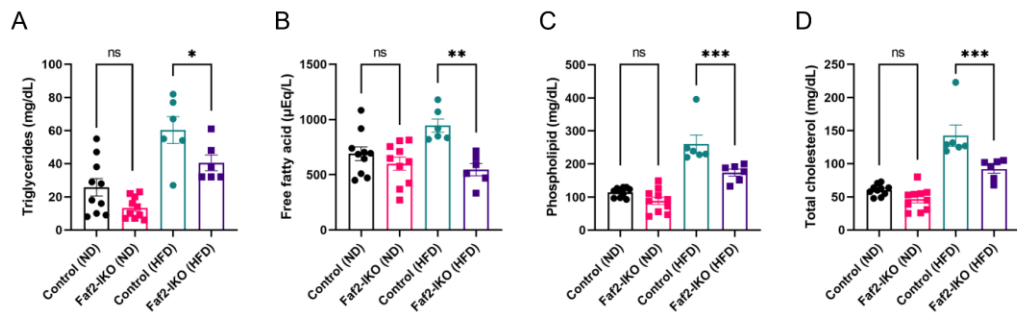 A
B
C
D
ns
*
ns
**
ns
***
ns
***
Triglycerides (mg/dL)
100
80
60
40
20
0
Control (ND)
Faf2-IKO (ND)
Control (HFD)
Faf2-IKO (HFD)
Free fatty acid (µEq/L)
1500
1000
500
0
Control (ND)
Faf2-IKO (ND)
Control (HFD)
Faf2-IKO (HFD)
Phospholipid (mg/dL)
500
400
300
200
100
0
Control (ND)
Faf2-IKO (ND)
Control (HFD)
Faf2-IKO (HFD)
Total cholesterol (mg/dL)
250
200
150
100
50
0
Control (ND)
Faf2-IKO (ND)
Control (HFD)
Faf2-IKO (HFD)